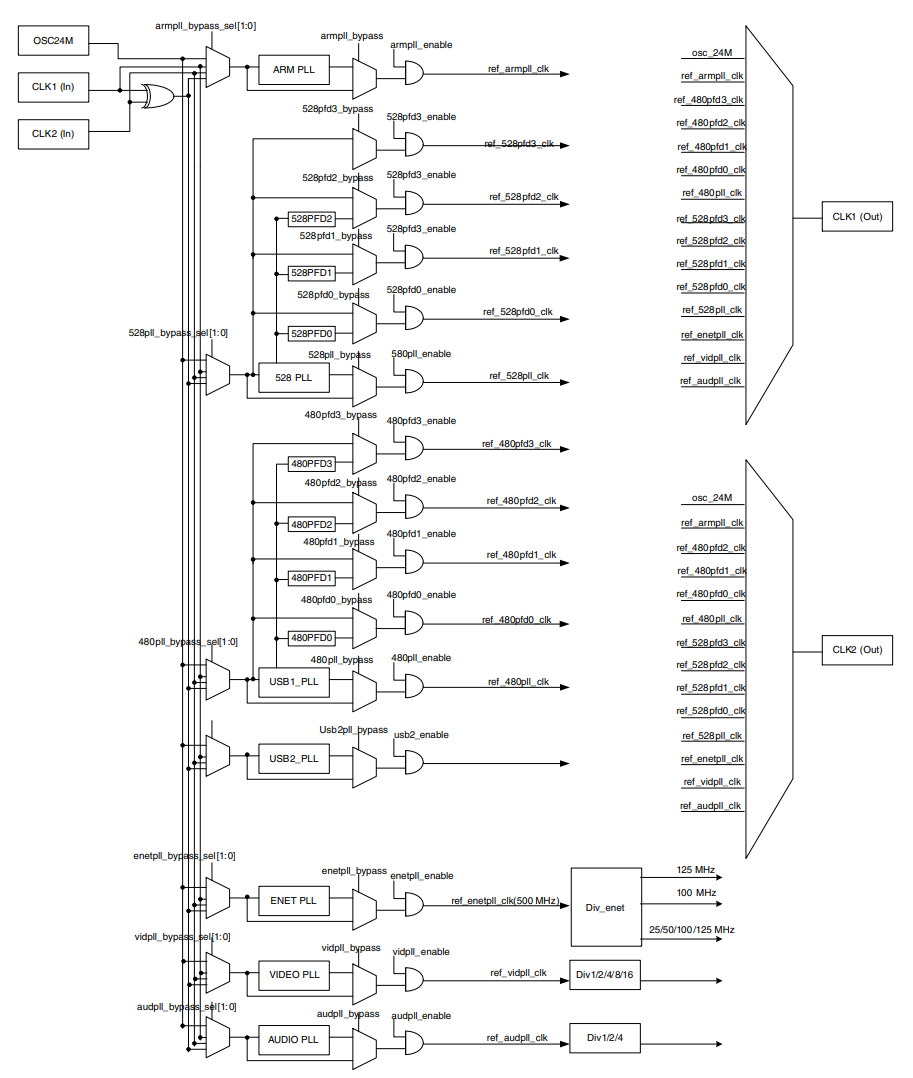 armpll_bypass_sel[1:0]
OSC24M
CLK1 (In)
CLK2 (In)
armpll_bypass
armpll_enable
ARM PLL
ref_armpll_clk
528pfd3_bypass
528pfd3_enable
ref_528pfd3_clk
528pfd2_bypass
528pfd3_enable
528PFD2
ref_528pfd2_clk
528pfd1_bypass
528pfd3_enable
528PFD1
ref_528pfd1_clk
528pfd0_bypass
528pfd0_enable
528PFD0
ref_528pfd0_clk
528pll_bypass_sel[1:0]
528pll_bypass
580pll_enable
528 PLL
ref_528pll_clk
480pfd3_bypass
480pfd3_enable
480PFD3
ref_480pfd3_clk
480pfd2_bypass
480pfd2_enable
480PFD2
ref_480pfd2_clk
480pfd1_bypass
480pfd1_enable
480PFD1
ref_480pfd1_clk
480pfd0_bypass
480pfd0_enable
480PFD0
ref_480pfd0_clk
480pll_bypass_sel[1:0]
480pll_bypass
480pll_enable
USB1_PLL
ref_480pll_clk
Usb2pll_bypass
usb2_enable
USB2_PLL
enetpll_bypass_sel[1:0]
enetpll_bypass
enetpll_enable
ENET PLL
ref_enetpll_clk(500 MHz)
Div_enet
125 MHz
100 MHz
25/50/100/125 MHz
vidpll_bypass_sel[1:0]
vidpll_bypass
vidpll_enable
VIDEO PLL
ref_vidpll_clk
Div1/2/4/8/16
audpll_bypass_sel[1:0]
audpll_bypass
audpll_enable
AUDIO PLL
ref_audpll_clk
Div1/2/4
osc_24M
ref_armpll_clk
ref_480pfd3_clk
ref_480pfd2_clk
ref_480pfd1_clk
ref_480pfd0_clk
ref_480pll_clk
ref_528pfd3_clk
ref_528pfd2_clk
ref_528pfd1_clk
ref_528pfd0_clk
ref_528pll_clk
ref_enetpll_clk
ref_vidpll_clk
ref_audpll_clk
CLK1 (Out)
osc_24M
ref_armpll_clk
ref_480pfd2_clk
ref_480pfd1_clk
ref_480pfd0_clk
ref_480pll_clk
ref_528pfd3_clk
ref_528pfd2_clk
ref_528pfd1_clk
ref_528pfd0_clk
ref_528pll_clk
ref_enetpll_clk
ref_vidpll_clk
ref_audpll_clk
CLK2 (Out)